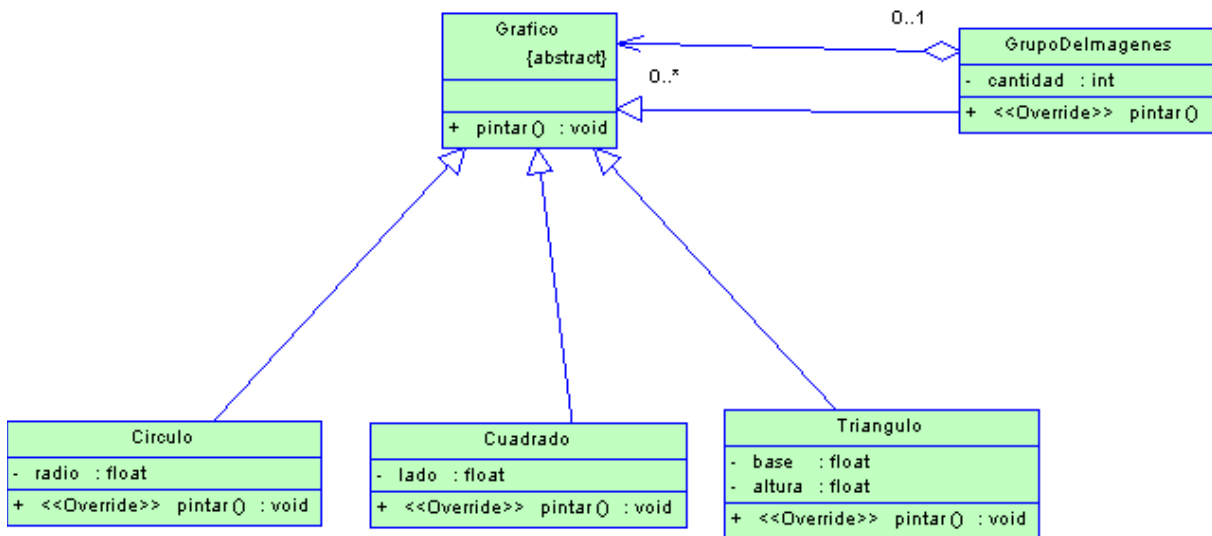 Grafico
{abstract}
+ pintar() : void
0..1
0..*
GrupoDeImagenes
- cantidad : int
+ <<Override>> pintar()
Circulo
- radio : float
+ <<Override>> pintar() : void
Cuadrado
- lado : float
+ <<Override>> pintar() : void
Triangulo
- base : float
- altura : float
+ <<Override>> pintar() : void